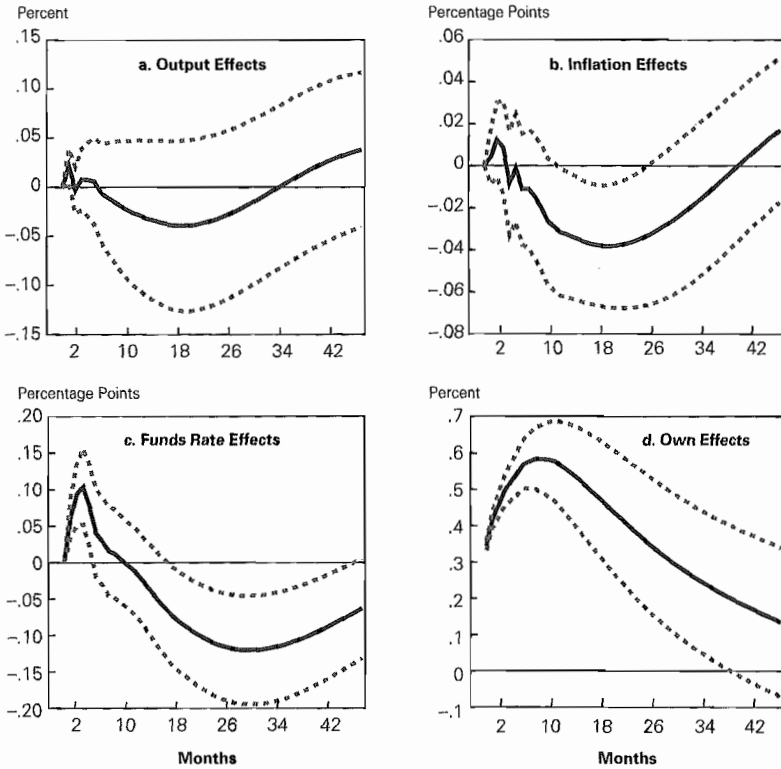 Percent
.15
.10
.05
0
-.05
-.10
-.15
a. Output Effects
2 10 18 26 34 42
Percentage Points
.06
.04
.02
0
-.02
-.04
-.06
-.08
b. Inflation Effects
2 10 18 26 34 42
Percentage Points
.20
.15
.10
.05
0
-.05
-.10
-.15
-.20
c. Funds Rate Effects
2 10 18 26 34 42
Months
Percent
.7
.6
.5
.4
.3
.2
.1
0
-.1
d. Own Effects
2 10 18 26 34 42
Months